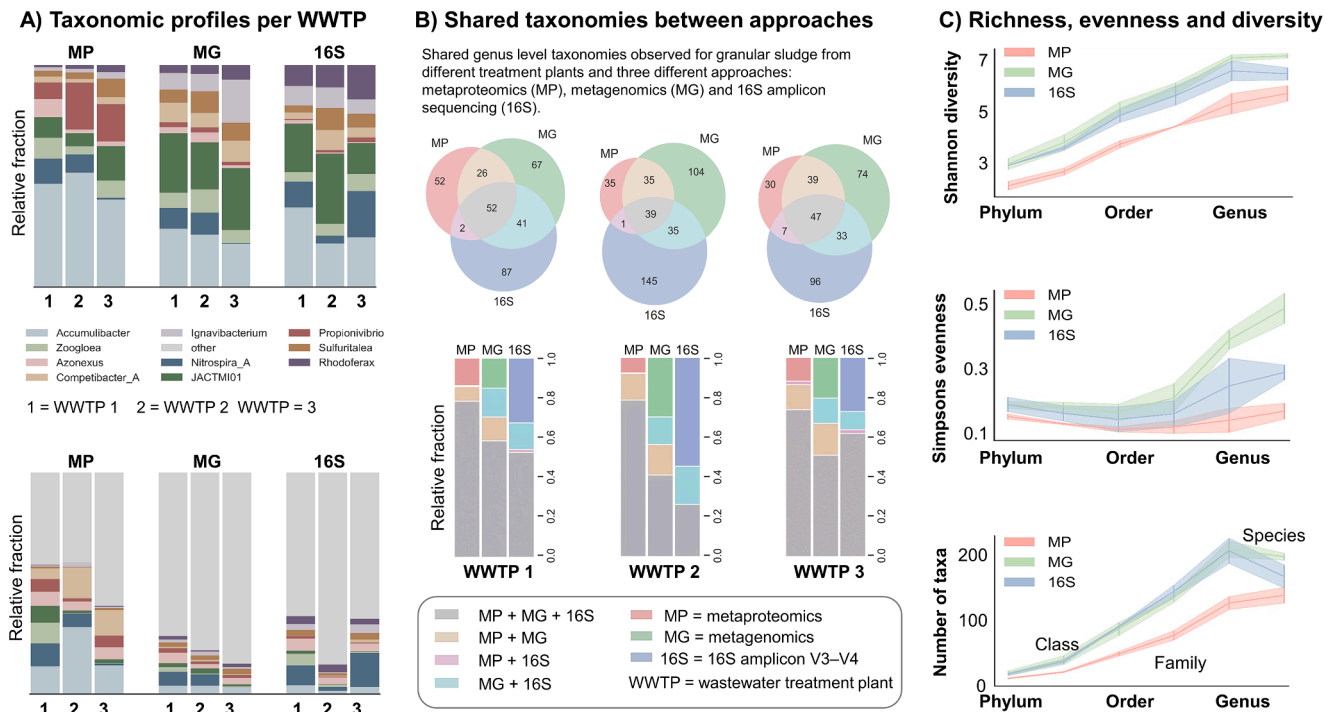 A) Taxonomic profiles per WWTP
MP MG 16S
Relative fraction
1 2 3 1 2 3 1 2 3
Accumulibacter
Zoogloea
Azonexus
Competibacter_A
Ignavibacterium
other
Nitrospira_A
JACTMI01
Propionivibrio
Sulfuritalea
Rhodoferax
1 = WWTP 1 2 = WWTP 2 WWTP = 3
MP MG 16S
Relative fraction
1 2 3 1 2 3 1 2 3
B) Shared taxonomies between approaches
Shared genus level taxonomies observed for granular sludge from
different treatment plants and three different approaches:
metaproteomics (MP), metagenomics (MG) and 16S amplicon
sequencing (16S).
MP
MG
52
26
67
52
2
41
87
16S
MP
MG
35
35
104
39
1
35
145
16S
MP
MG
30
39
74
47
7
33
96
16S
Relative fraction
MP MG 16S
1.0
0.8
0.6
0.4
0.2
0.0
WWTP 1
MP MG 16S
1.0
0.8
0.6
0.4
0.2
0.0
WWTP 2
MP MG 16S
1.0
0.8
0.6
0.4
0.2
0.0
WWTP 3
MP + MG + 16S
MP + MG
MP + 16S
MG + 16S
MP = metaproteomics
MG = metagenomics
16S = 16S amplicon V3–V4
WWTP = wastewater treatment plant
C) Richness, evenness and diversity
Shannon diversity
7
5
3
MP
MG
16S
Phylum Order Genus
Simpsons evenness
0.5
0.3
0.1
MP
MG
16S
Phylum Order Genus
Number of taxa
200
100
0
MP
MG
16S
Species
Class
Family
Phylum Order Genus